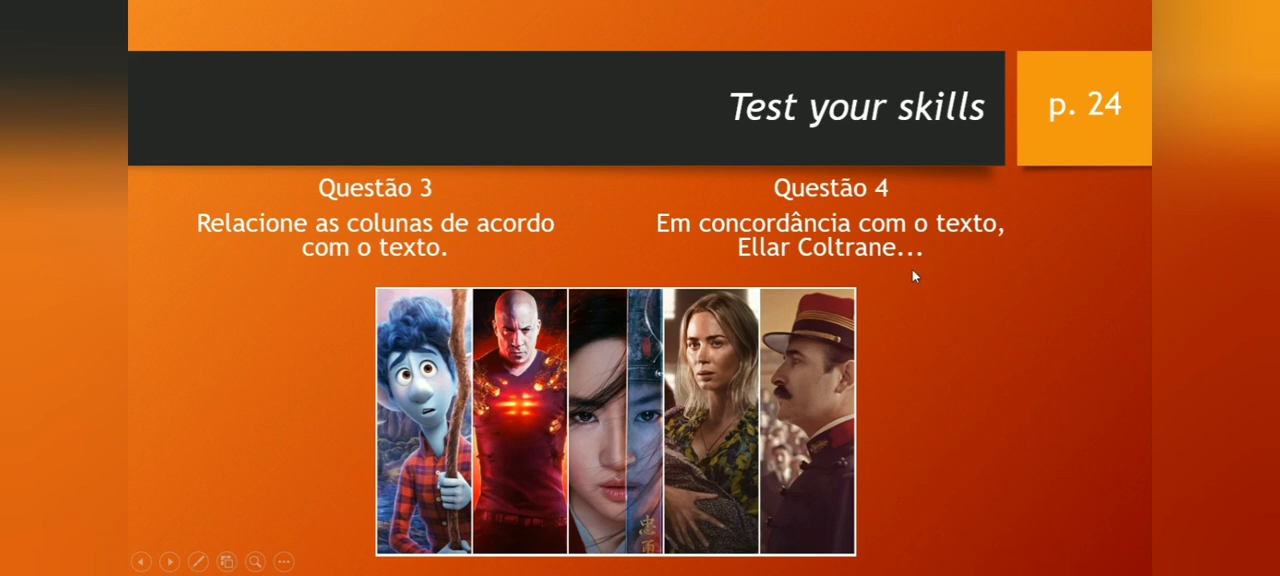 Test your skills
p. 24
Questão 3
Relacione as colunas de acordo
com o texto.
Questão 4
Em concordância com o texto,
Ellar Coltrane...
忠